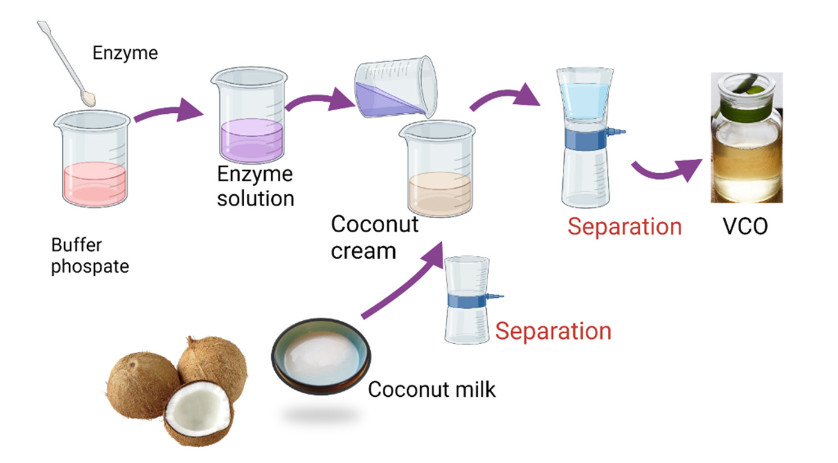 Enzyme
Enzyme
solution
Buffer
phospate
Coconut
cream
Separation
VCO
Separation
Coconut milk